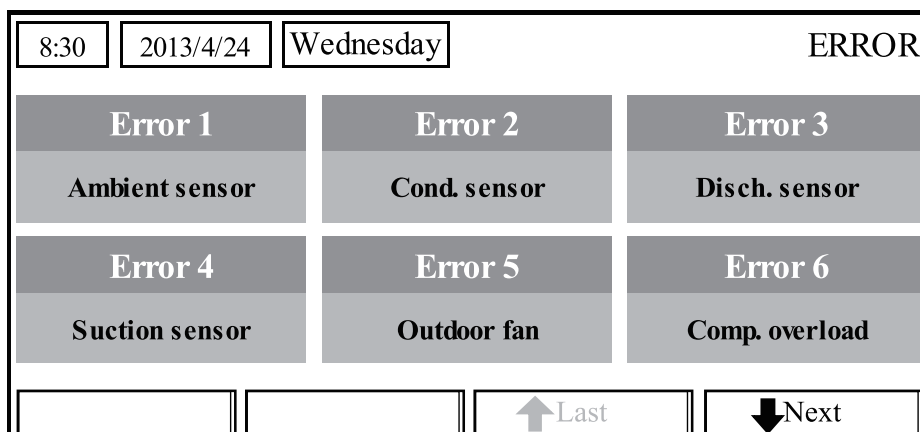 8:30 2013/4/24 Wednesday ERROR
Error 1 Error 2 Error 3
Ambient sensor Cond. sensor Disch. sensor
Error 4 Error 5 Error 6
Suction sensor Outdoor fan Comp. overload
Last Next